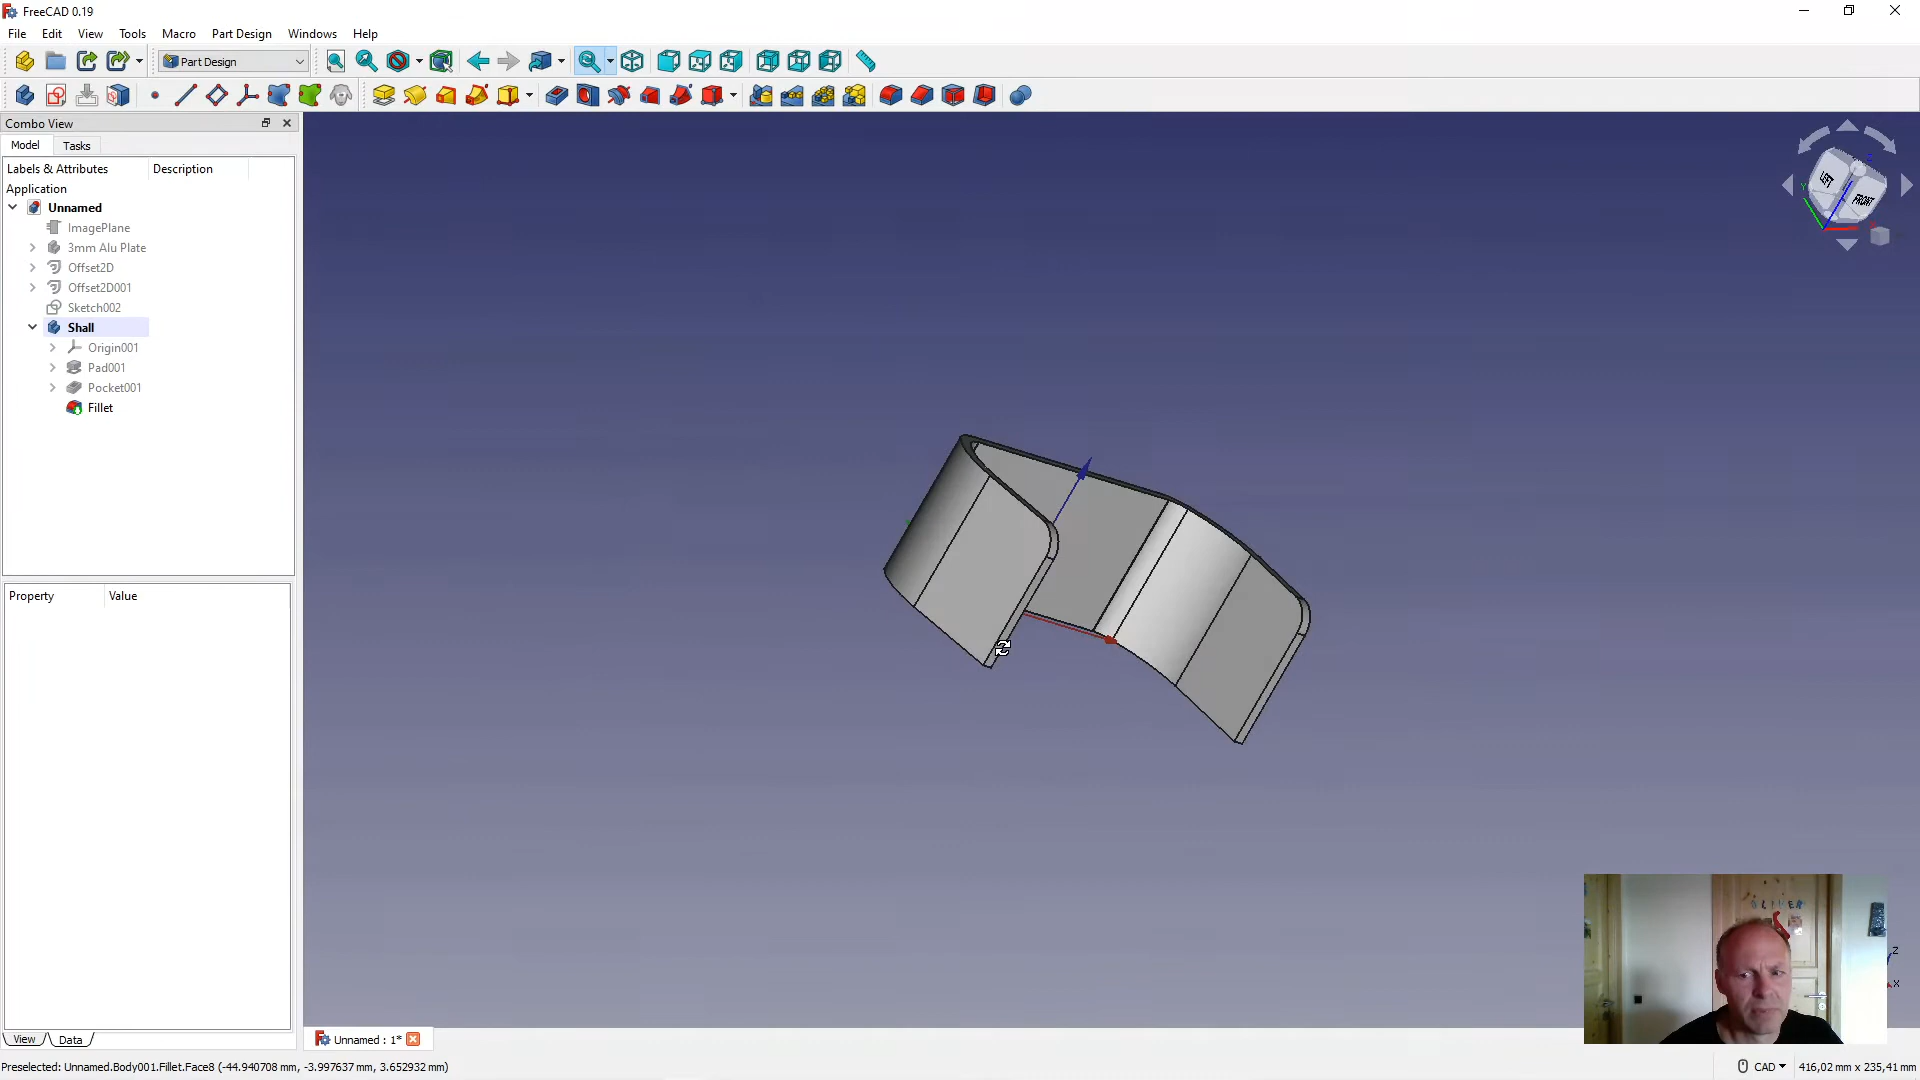 FreeCAD 0.19
File Edit View Tools Macro Part Design Windows Help
Part Design
Combo View
Model Tasks
Labels & Attributes Description
Application
Unnamed
ImagePlane
3mm Alu Plate
Offset2D
Offset2D001
Sketch002
Shall
Origin001
Pad001
Pocket001
Fillet
Property Value
LEFT
FRONT
Z
Y
OLIVER
Z
X
View Data
Unnamed : 1*
Preselected: Unnamed.Body001.Fillet.Face8 (-44.940708 mm, -3.997637 mm, 3.652932 mm)
CAD
416,02 mm x 235,41 mm